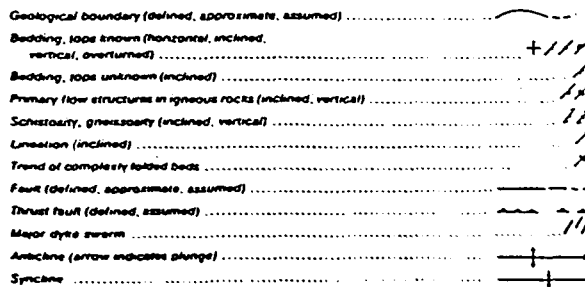 Geological boundary (defined, approximate, assumed)
Bedding, tops known (horizontal, inclined,
vertical, overturned)
Bedding, tops unknown (inclined)
Primary flow structures in igneous rocks (inclined, vertical)
Schistosity, gneissosity (inclined, vertical)
Lineation (inclined)
Trend of complexly folded beds
Fault (defined, approximate, assumed)
Thrust fault (defined, assumed)
Major dyke swarm
Anticline (arrow indicates plunge)
Syncline